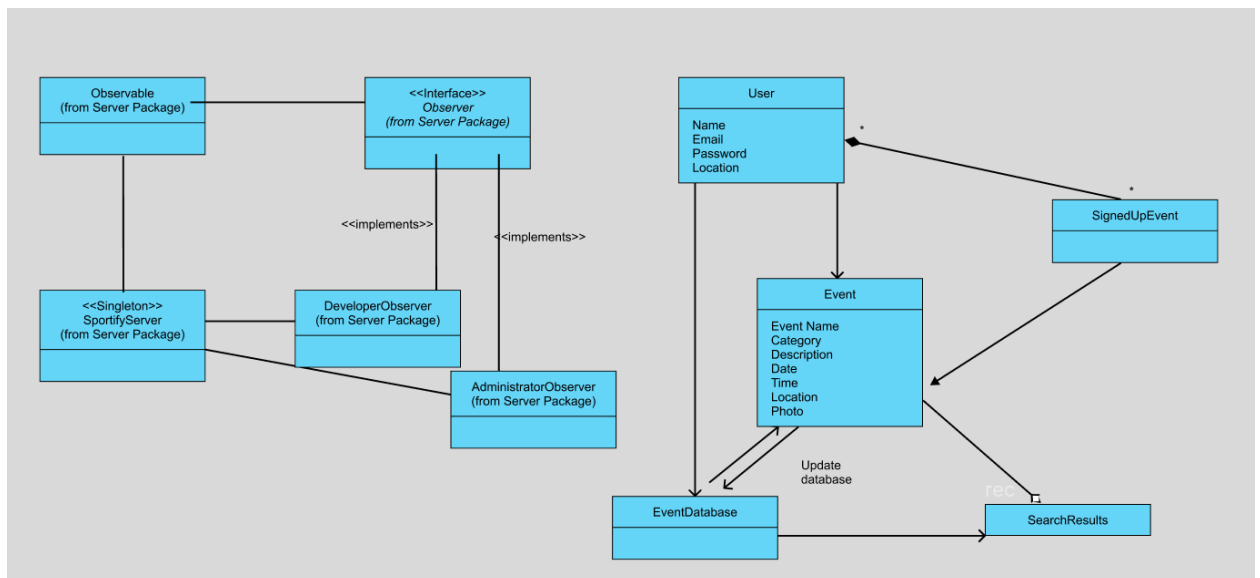 Observable
(from Server Package)
<<Interface>>
Observer
(from Server Package)
<<implements>>
<<implements>>
<<Singleton>>
SportifyServer
(from Server Package)
DeveloperObserver
(from Server Package)
AdministratorObserver
(from Server Package)
User
Name
Email
Password
Location
*
*
SignedUpEvent
Event
Event Name
Category
Description
Date
Time
Location
Photo
Update
database
EventDatabase
rec
SearchResults